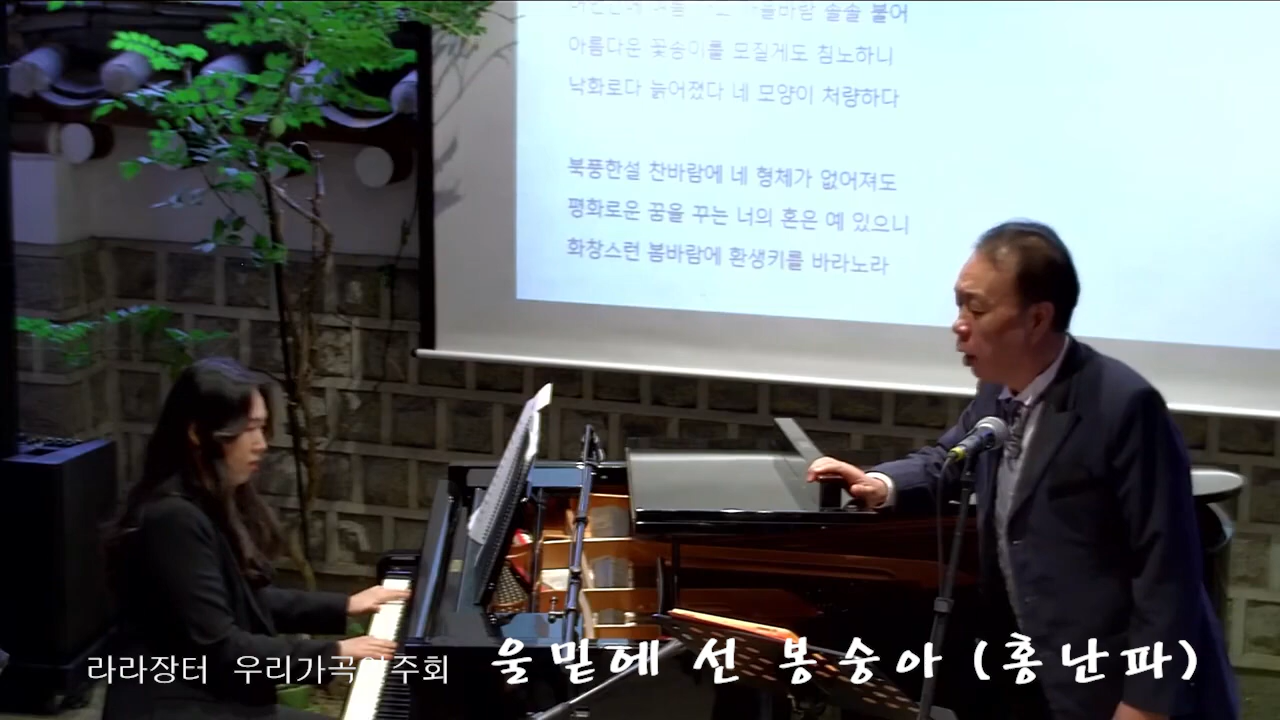 솔솔 불어
아름다운 꽃송이를 모질게도 침노하니
낙화로다 늙어졌다 네 모양이 처량하다
북풍한설 찬바람에 네 형체가 없어져도
평화로운 꿈을 꾸는 너의 혼은 예 있으니
화창스런 봄바람에 환생키를 바라노라
라라장터 우리가곡연주회 울밑에 선 봉숭아 (홍난파)